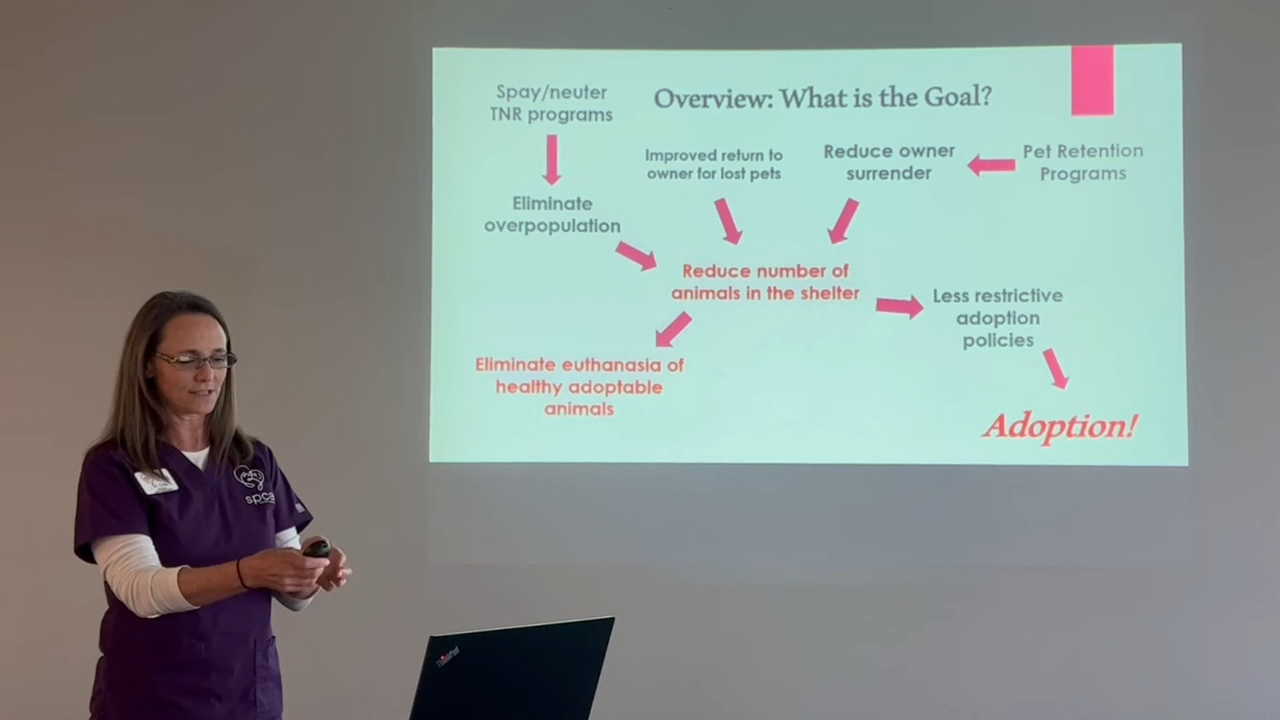 Spay/neuter
TNR programs
Overview: What is the Goal?
Improved return to
owner for lost pets
Reduce owner
surrender
Pet Retention
Programs
Eliminate
overpopulation
Reduce number of
animals in the shelter
Less restrictive
adoption
policies
Eliminate euthanasia of
healthy adoptable
animals
Adoption!
spca
ThinkPad